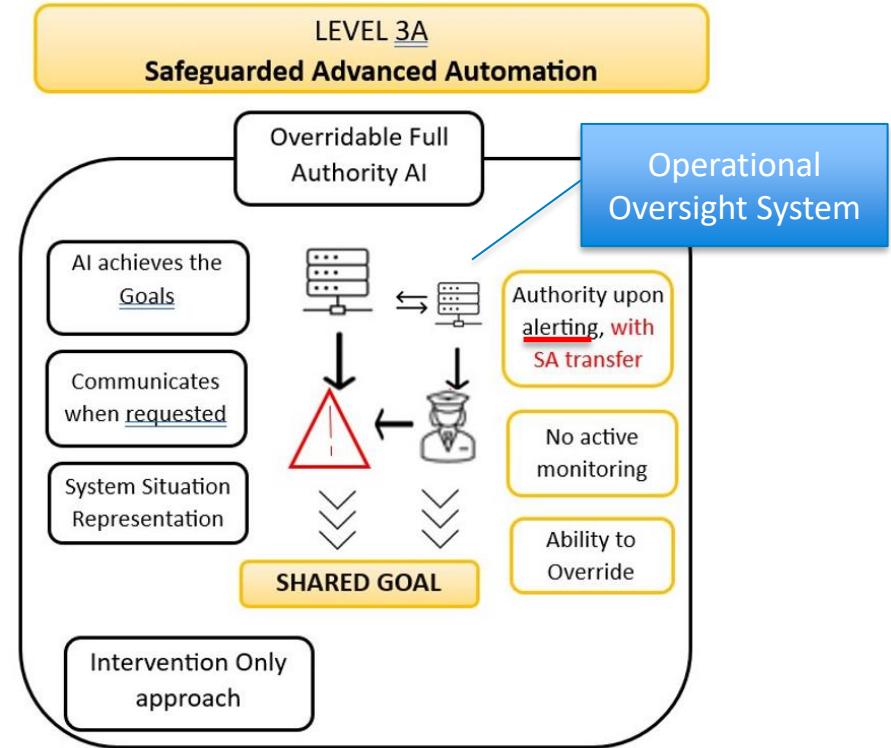 LEVEL 3A
Safeguarded Advanced Automation
Overridable Full
Authority AI
Operational
Oversight System
AI achieves the
Goals
Communicates
when requested
System Situation
Representation
Authority upon
alerting, with
SA transfer
No active
monitoring
Ability to
Override
SHARED GOAL
Intervention Only
approach